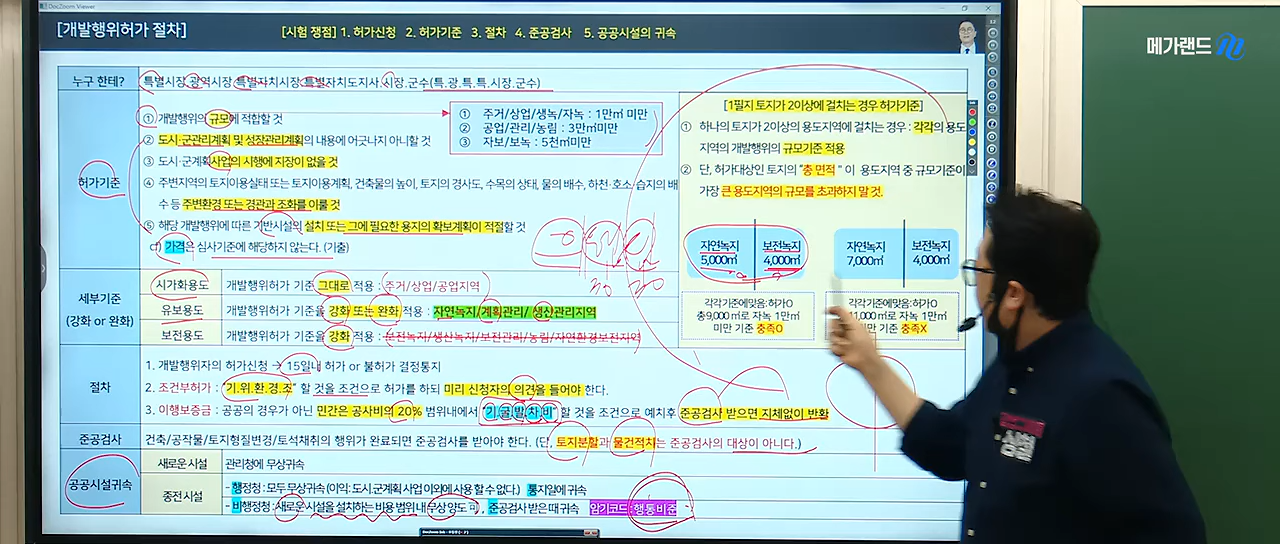 DocZoom Viewer
[개발행위허가 절차]
[시험 쟁점] 1. 허가신청 2. 허가기준 3. 절차 4. 준공검사 5. 공공시설의 귀속
메가랜드
누구 한테?
특별시장.광역시장.특별자치시장.특별자치도지사.시장.군수(특.광.특.특.시장.군수)
허가기준
① 개발행위의 규모에 적합할 것
② 도시·군관리계획 및 성장관리계획의 내용에 어긋나지 아니할 것
③ 도시·군계획사업의 시행에 지장이 없을 것
④ 주변지역의 토지이용실태 또는 토지이용계획, 건축물의 높이, 토지의 경사도, 수목의 상태, 물의 배수, 하천·호소·습지의 배
수 등 주변환경 또는 경관과 조화를 이룰 것
⑤ 해당 개발행위에 따른 기반시설의 설치 또는 그에 필요한 용지의 확보계획이 적절할 것
가격은 심사기준에 해당하지 않는다. (기출)
① 주거/상업/생녹/자녹 : 1만㎡ 미만
② 공업/관리/농림 : 3만㎡미만
③ 자보/보녹 : 5천㎡미만
[1필지 토지가 2이상에 걸치는 경우 허가기준]
① 하나의 토지가 2이상의 용도지역에 걸치는 경우 : 각각의 용도
지역의 개발행위의 규모기준 적용
② 단, 허가대상인 토지의 "총 면적" 이 용도지역 중 규모기준이
가장 큰 용도지역의 규모를 초과하지 말 것.
자연녹지
5,000㎡
보전녹지
4,000㎡
자연녹지
7,000㎡
보전녹지
4,000㎡
각각기준에맞음:허가O
총9,000㎡로 자녹 1만㎡
미만 기준 충족O
각각기준에맞음:허가O
11,000㎡로 자녹 1만㎡
기준 충족X
세부기준
(강화 or 완화)
시가화용도
개발행위허가 기준 그대로 적용 : 주거/상업/공업지역
유보용도
개발행위허가 기준을 강화 또는 완화 적용 : 자연녹지/계획관리/ 생산관리지역
보전용도
개발행위허가 기준을 강화 적용 : 보전녹지/생산녹지/보전관리/농림/자연환경보전지역
절차
1. 개발행위자의 허가신청 → 15일내 허가 or 불허가 결정통지
2. 조건부허가 : "기.위.환.경.조" 할 것을 조건으로 허가를 하되 미리 신청자의 의견을 들어야 한다.
3. 이행보증금 : 공공의 경우가 아닌 민간은 공사비의 20% 범위내에서 "기.굴.발.차.비" 할 것을 조건으로 예치후 준공검사 받으면 지체없이 반환
준공검사
건축/공작물/토지형질변경/토석채취의 행위가 완료되면 준공검사를 받아야 한다. (단, 토지분할과 물건적치는 준공검사의 대상이 아니다.)
공공시설귀속
새로운 시설
관리청에 무상귀속
종전 시설
- 행정청 : 모두 무상귀속 (이익: 도시.군계획 사업 이외에 사용 할 수 없다.) 통지일에 귀속
- 비행정청 : 새로운시설을 설치하는 비용 범위 내 무상 양도 , 준공검사 받은 때 귀속
암기코드 : 행통비준